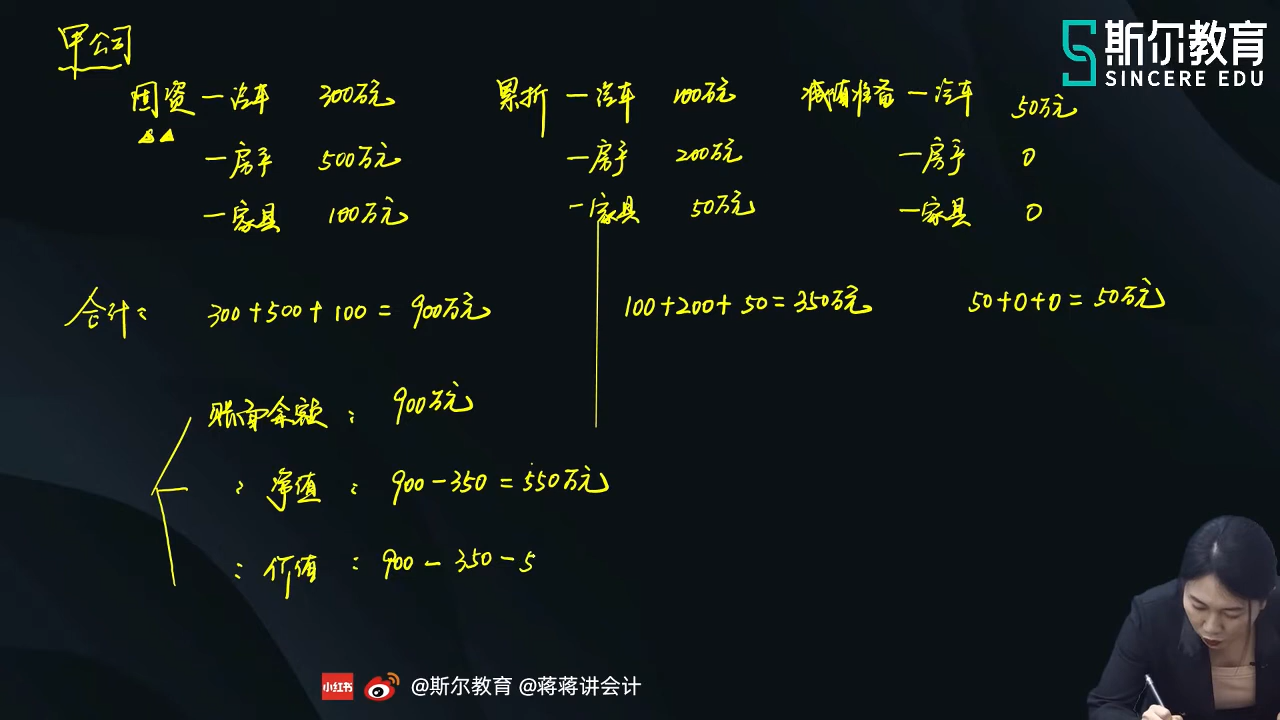 甲公司
斯尔教育
SINCERE EDU
固资 — 汽车 300万元 累折 — 汽车 100万元 减值准备 — 汽车 50万元
— 房子 500万元 — 房子 200万元 — 房子 0
— 家具 100万元 — 家具 50万元 — 家具 0
合计: 300+500+100=900万元 100+200+50=350万元 50+0+0=50万元
账面余额: 900万元
: 净值: 900-350=550万元
: 价值: 900-350-5
小红书 @斯尔教育 @蒋蒋讲会计